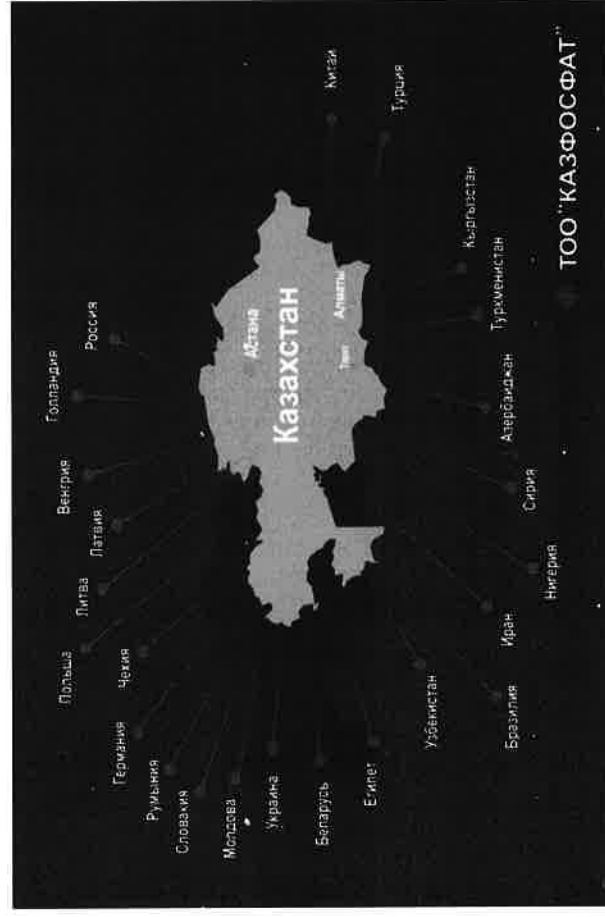 Россия
Голландия
Венгрия
Латвия
Литва
Польша
Чехия
Германия
Румыния
Словакия
Молдова
Украина
Беларусь
Египет
Узбекистан
Бразилия
Иран
Нигерия
Сирия
Азербайджан
Туркменистан
Кыргызстан
Турция
Китай
Астана
Казахстан
Алматы
Тараз
ТОО "КАЗФОСФАТ"